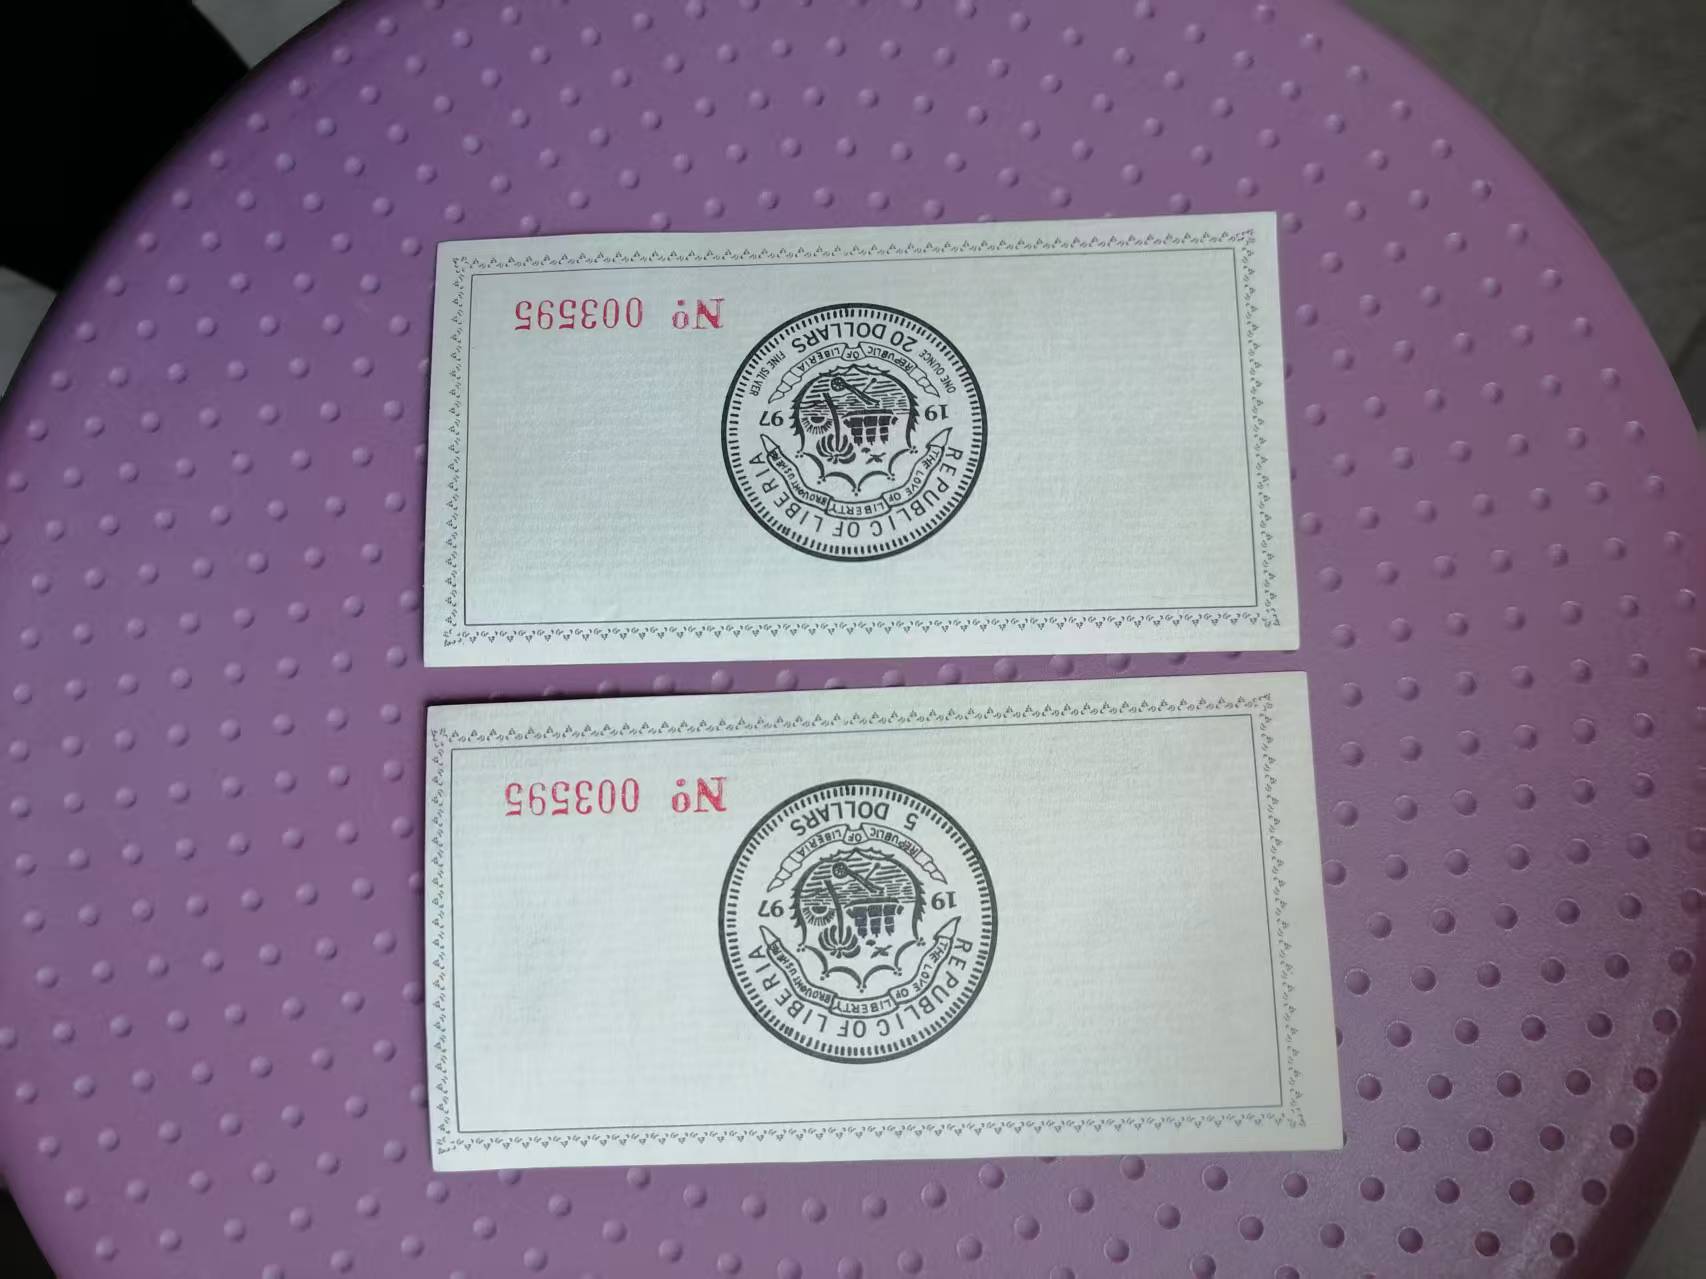 Nº 003595
REPUBLIC OF LIBERIA
19 97
REPUBLIC OF LIBERIA
THE LOVE OF LIBERTY BROUGHT US HERE
ONE OUNCE 20 DOLLARS FINE SILVER
Nº 003595
REPUBLIC OF LIBERIA
19 97
REPUBLIC OF LIBERIA
THE LOVE OF LIBERTY BROUGHT US HERE
5 DOLLARS